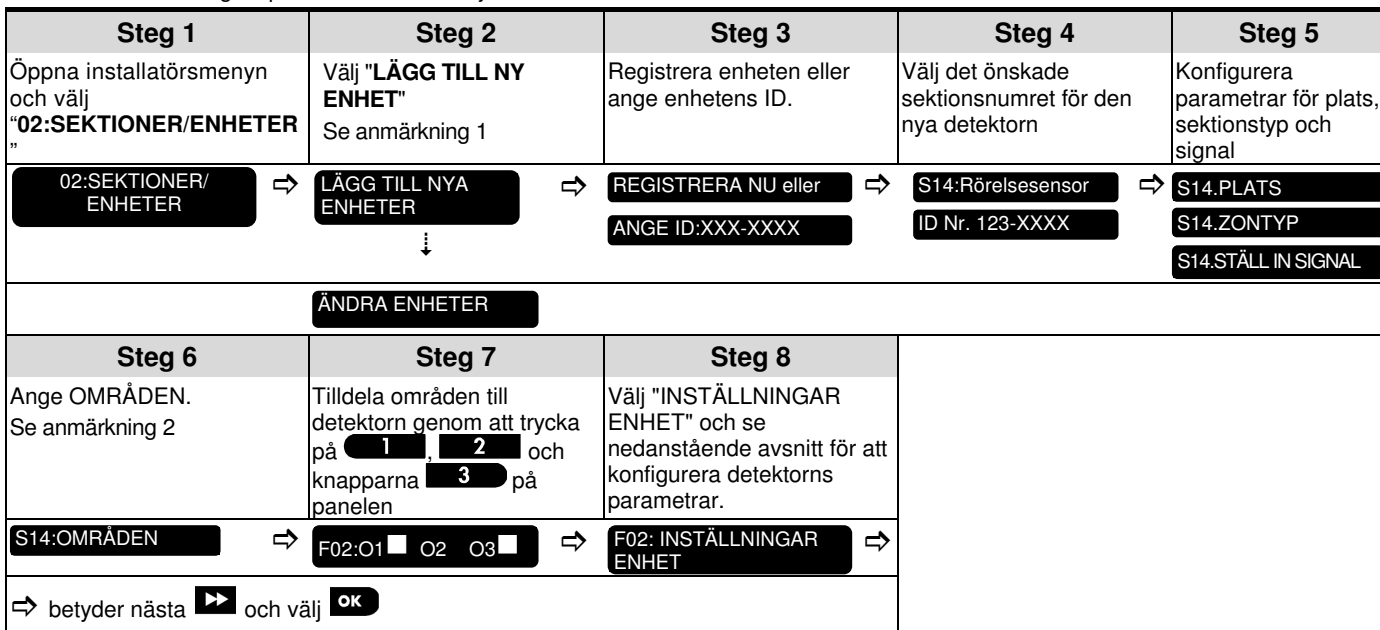 Steg 1 Steg 2 Steg 3 Steg 4 Steg 5
Öppna installatörsmenyn
och välj
“02:SEKTIONER/ENHETER
”
Välj "LÄGG TILL NY
ENHET"
Se anmärkning 1
Registrera enheten eller
ange enhetens ID.
Välj det önskade
sektionsnumret för den
nya detektorn
Konfigurera
parametrar för plats,
sektionstyp och
signal
02:SEKTIONER/
ENHETER
LÄGG TILL NYA
ENHETER
REGISTRERA NU eller
ANGE ID:XXX-XXXX
S14:Rörelsesensor
ID Nr. 123-XXXX
S14.PLATS
S14.ZONTYP
S14.STÄLL IN SIGNAL
ÄNDRA ENHETER
Steg 6 Steg 7 Steg 8
Ange OMRÅDEN.
Se anmärkning 2
Tilldela områden till
detektorn genom att trycka
på 1, 2 och
knapparna 3 på
panelen
Välj "INSTÄLLNINGAR
ENHET" och se
nedanstående avsnitt för att
konfigurera detektorns
parametrar.
S14:OMRÅDEN
F02:O1 O2 O3
F02: INSTÄLLNINGAR
ENHET
⇨ betyder nästa och välj OK